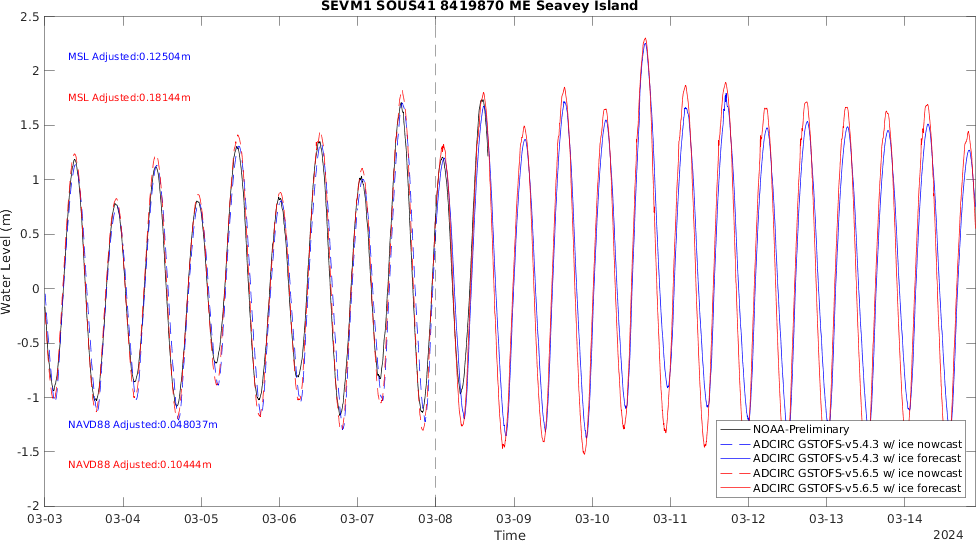 SEVM1 SOUS41 8419870 ME Seavey Island
2.5
2
1.5
1
0.5
0
-0.5
-1
-1.5
-2
Water Level (m)
MSL Adjusted:0.12504m
MSL Adjusted:0.18144m
NAVD88 Adjusted:0.048037m
NAVD88 Adjusted:0.10444m
NOAA-Preliminary
ADCIRC GSTOFS-v5.4.3 w/ ice nowcast
ADCIRC GSTOFS-v5.4.3 w/ ice forecast
ADCIRC GSTOFS-v5.6.5 w/ ice nowcast
ADCIRC GSTOFS-v5.6.5 w/ ice forecast
03-03 03-04 03-05 03-06 03-07 03-08 03-09 03-10 03-11 03-12 03-13 03-14
Time
2024